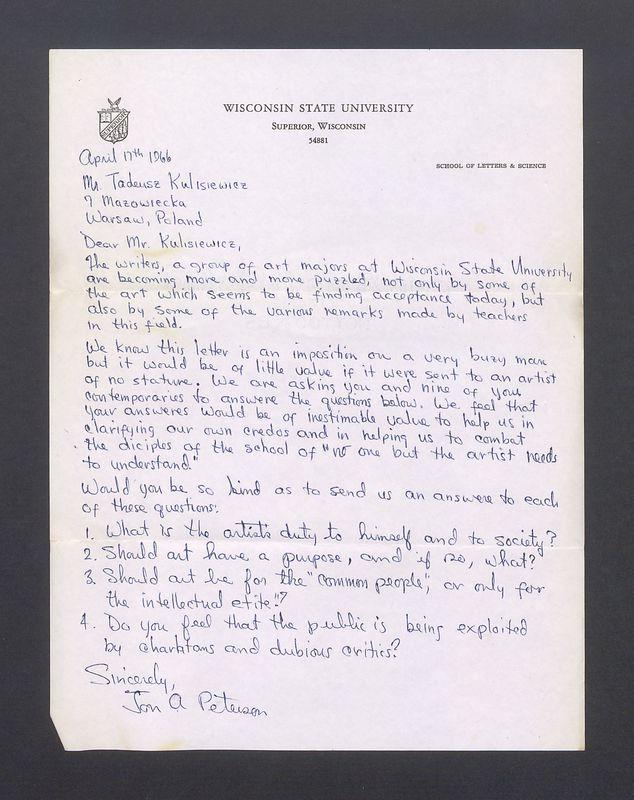 WISCONSIN STATE UNIVERSITY
SUPERIOR, WISCONSIN
54881
SCHOOL OF LETTERS & SCIENCE
April 17th 1966
Mr. Tadeusz Kulisiewicz
7 Mazowiecka
Warsaw, Poland
Dear Mr. Kulisiewicz,
The writers, a group of art majors at Wisconsin State University
are becoming more and more puzzled, not only by some of
the art which seems to be finding acceptance today, but
also by some of the various remarks made by teachers
in this field.
We know this letter is an imposition on a very buzy man
but it would be of little value if it were sent to an artist
of no stature. We are asking you and nine of your
contemporaries to answere the questions below. We feel that
your answeres would be of inestimable value to help us in
clarifying our own credos and in helping us to combat
the diciples of the school of "no one but the artist needs
to understand."
Would you be so kind as to send us an answere to each
of these questions:
1. What is the artist's duty to himself and to society?
2. Should art have a purpose, and if so, what?
3. Should art be for the "common people", or only for
the intellectual etite"?
4. Do you feel that the public is being exploited
by charlatans and dubious critics?
Sincerely,
Jon A Peterson